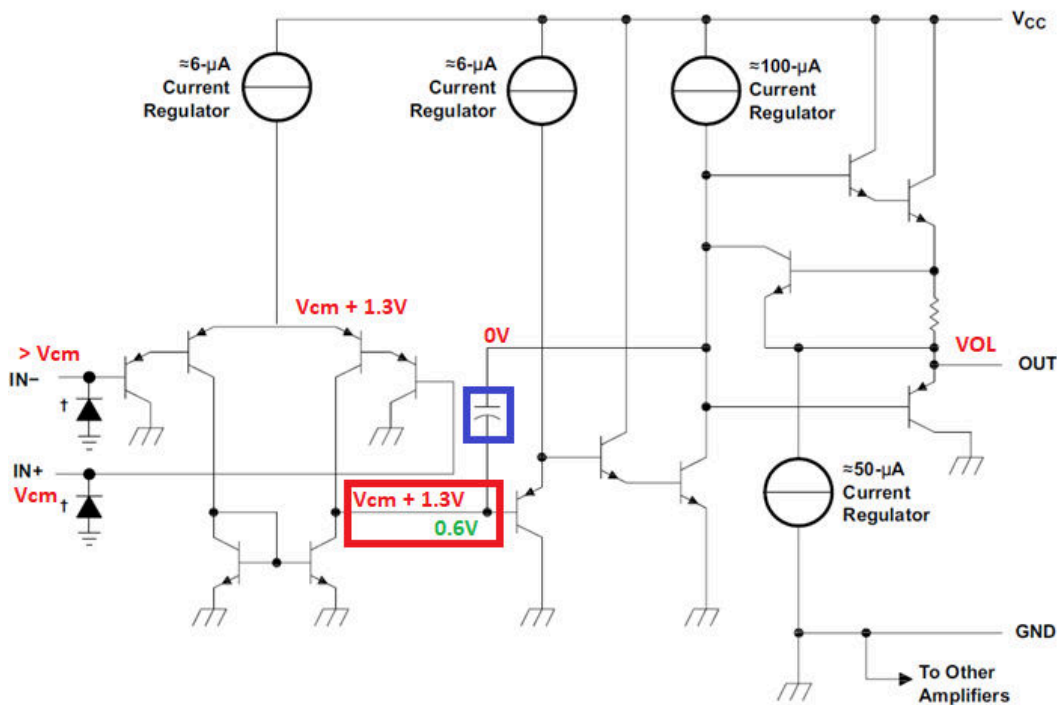 V_CC
≈6-μA
Current
Regulator
≈6-μA
Current
Regulator
≈100-μA
Current
Regulator
Vcm + 1.3V
> Vcm
IN−
†
0V
VOL
OUT
IN+
Vcm
†
Vcm + 1.3V
0.6V
≈50-μA
Current
Regulator
GND
To Other
Amplifiers